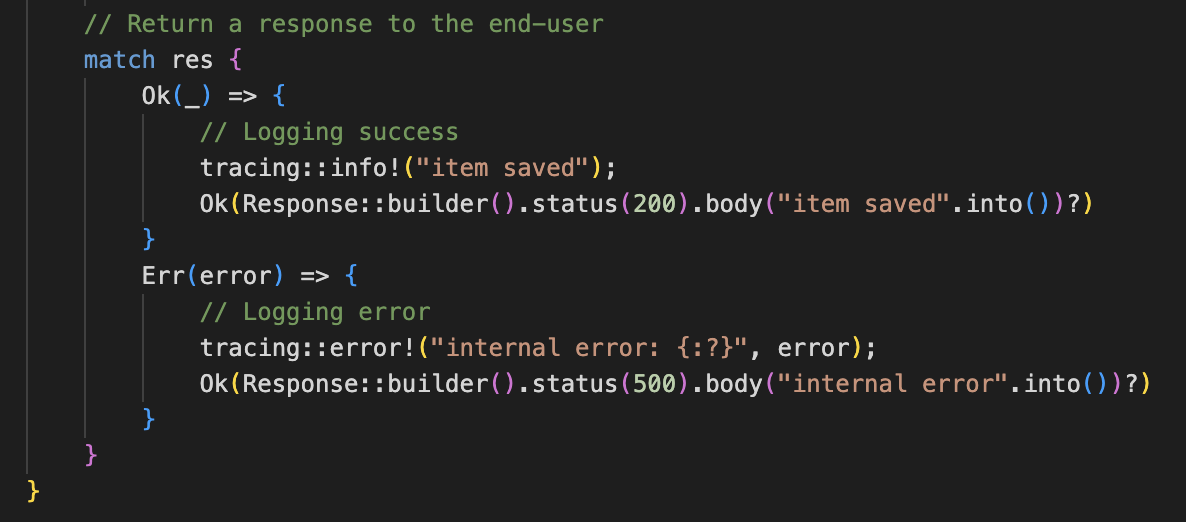 // Return a response to the end-user
match res {
    Ok(_) => {
        // Logging success
        tracing::info!("item saved");
        Ok(Response::builder().status(200).body("item saved".into())?)
    }
    Err(error) => {
        // Logging error
        tracing::error!("internal error: {:?}", error);
        Ok(Response::builder().status(500).body("internal error".into())?)
    }
}
}